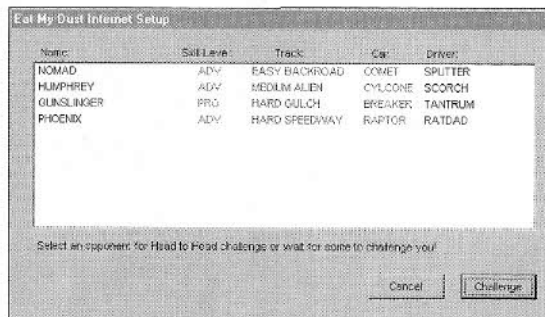 Eat My Dust Internet Setup
Name: Skill Level: Track: Car: Driver:
NOMAD ADV EASY BACKROAD COMET SPUTTER
HUMPHREY ADV MEDIUM ALIEN CYLCONE SCORCH
GUNSLINGER PRO HARD GULCH BREAKER TANTRUM
PHOENIX ADV HARD SPEEDWAY RAPTOR RATDAD
Select an opponent for Head to Head challenge or wait for some to challenge you!
Cancel Challenge